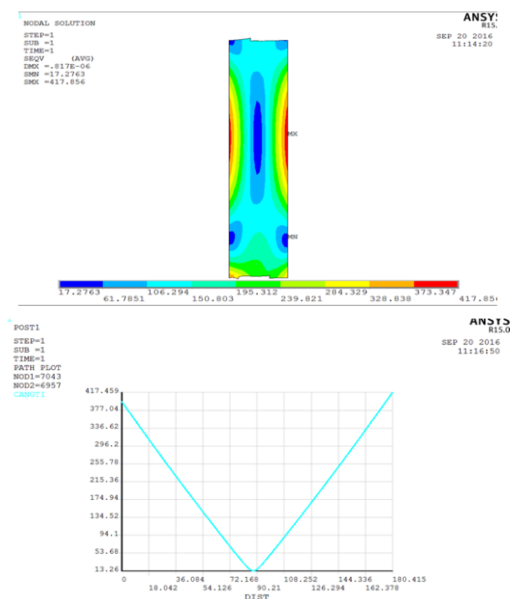 1
NODAL SOLUTION
ANSYS
R15.
STEP=1
SUB =1
TIME=1
SEQV (AVG)
DMX =.817E-06
SMN =17.2763
SMX =417.856
SEP 20 2016
11:14:20
MX
MN
17.2763 61.7851 106.294 150.803 195.312 239.821 284.329 328.838 373.347 417.856
1
POST1
ANSYS
R15.0
STEP=1
SUB =1
TIME=1
PATH PLOT
NOD1=7043
NOD2=6957
SEP 20 2016
11:16:50
417.459
377.04
336.62
296.2
255.78
215.36
174.94
134.52
94.1
53.68
13.26
0 18.042 36.084 54.126 72.168 90.21 108.252 126.294 144.336 162.378 180.415
DIST